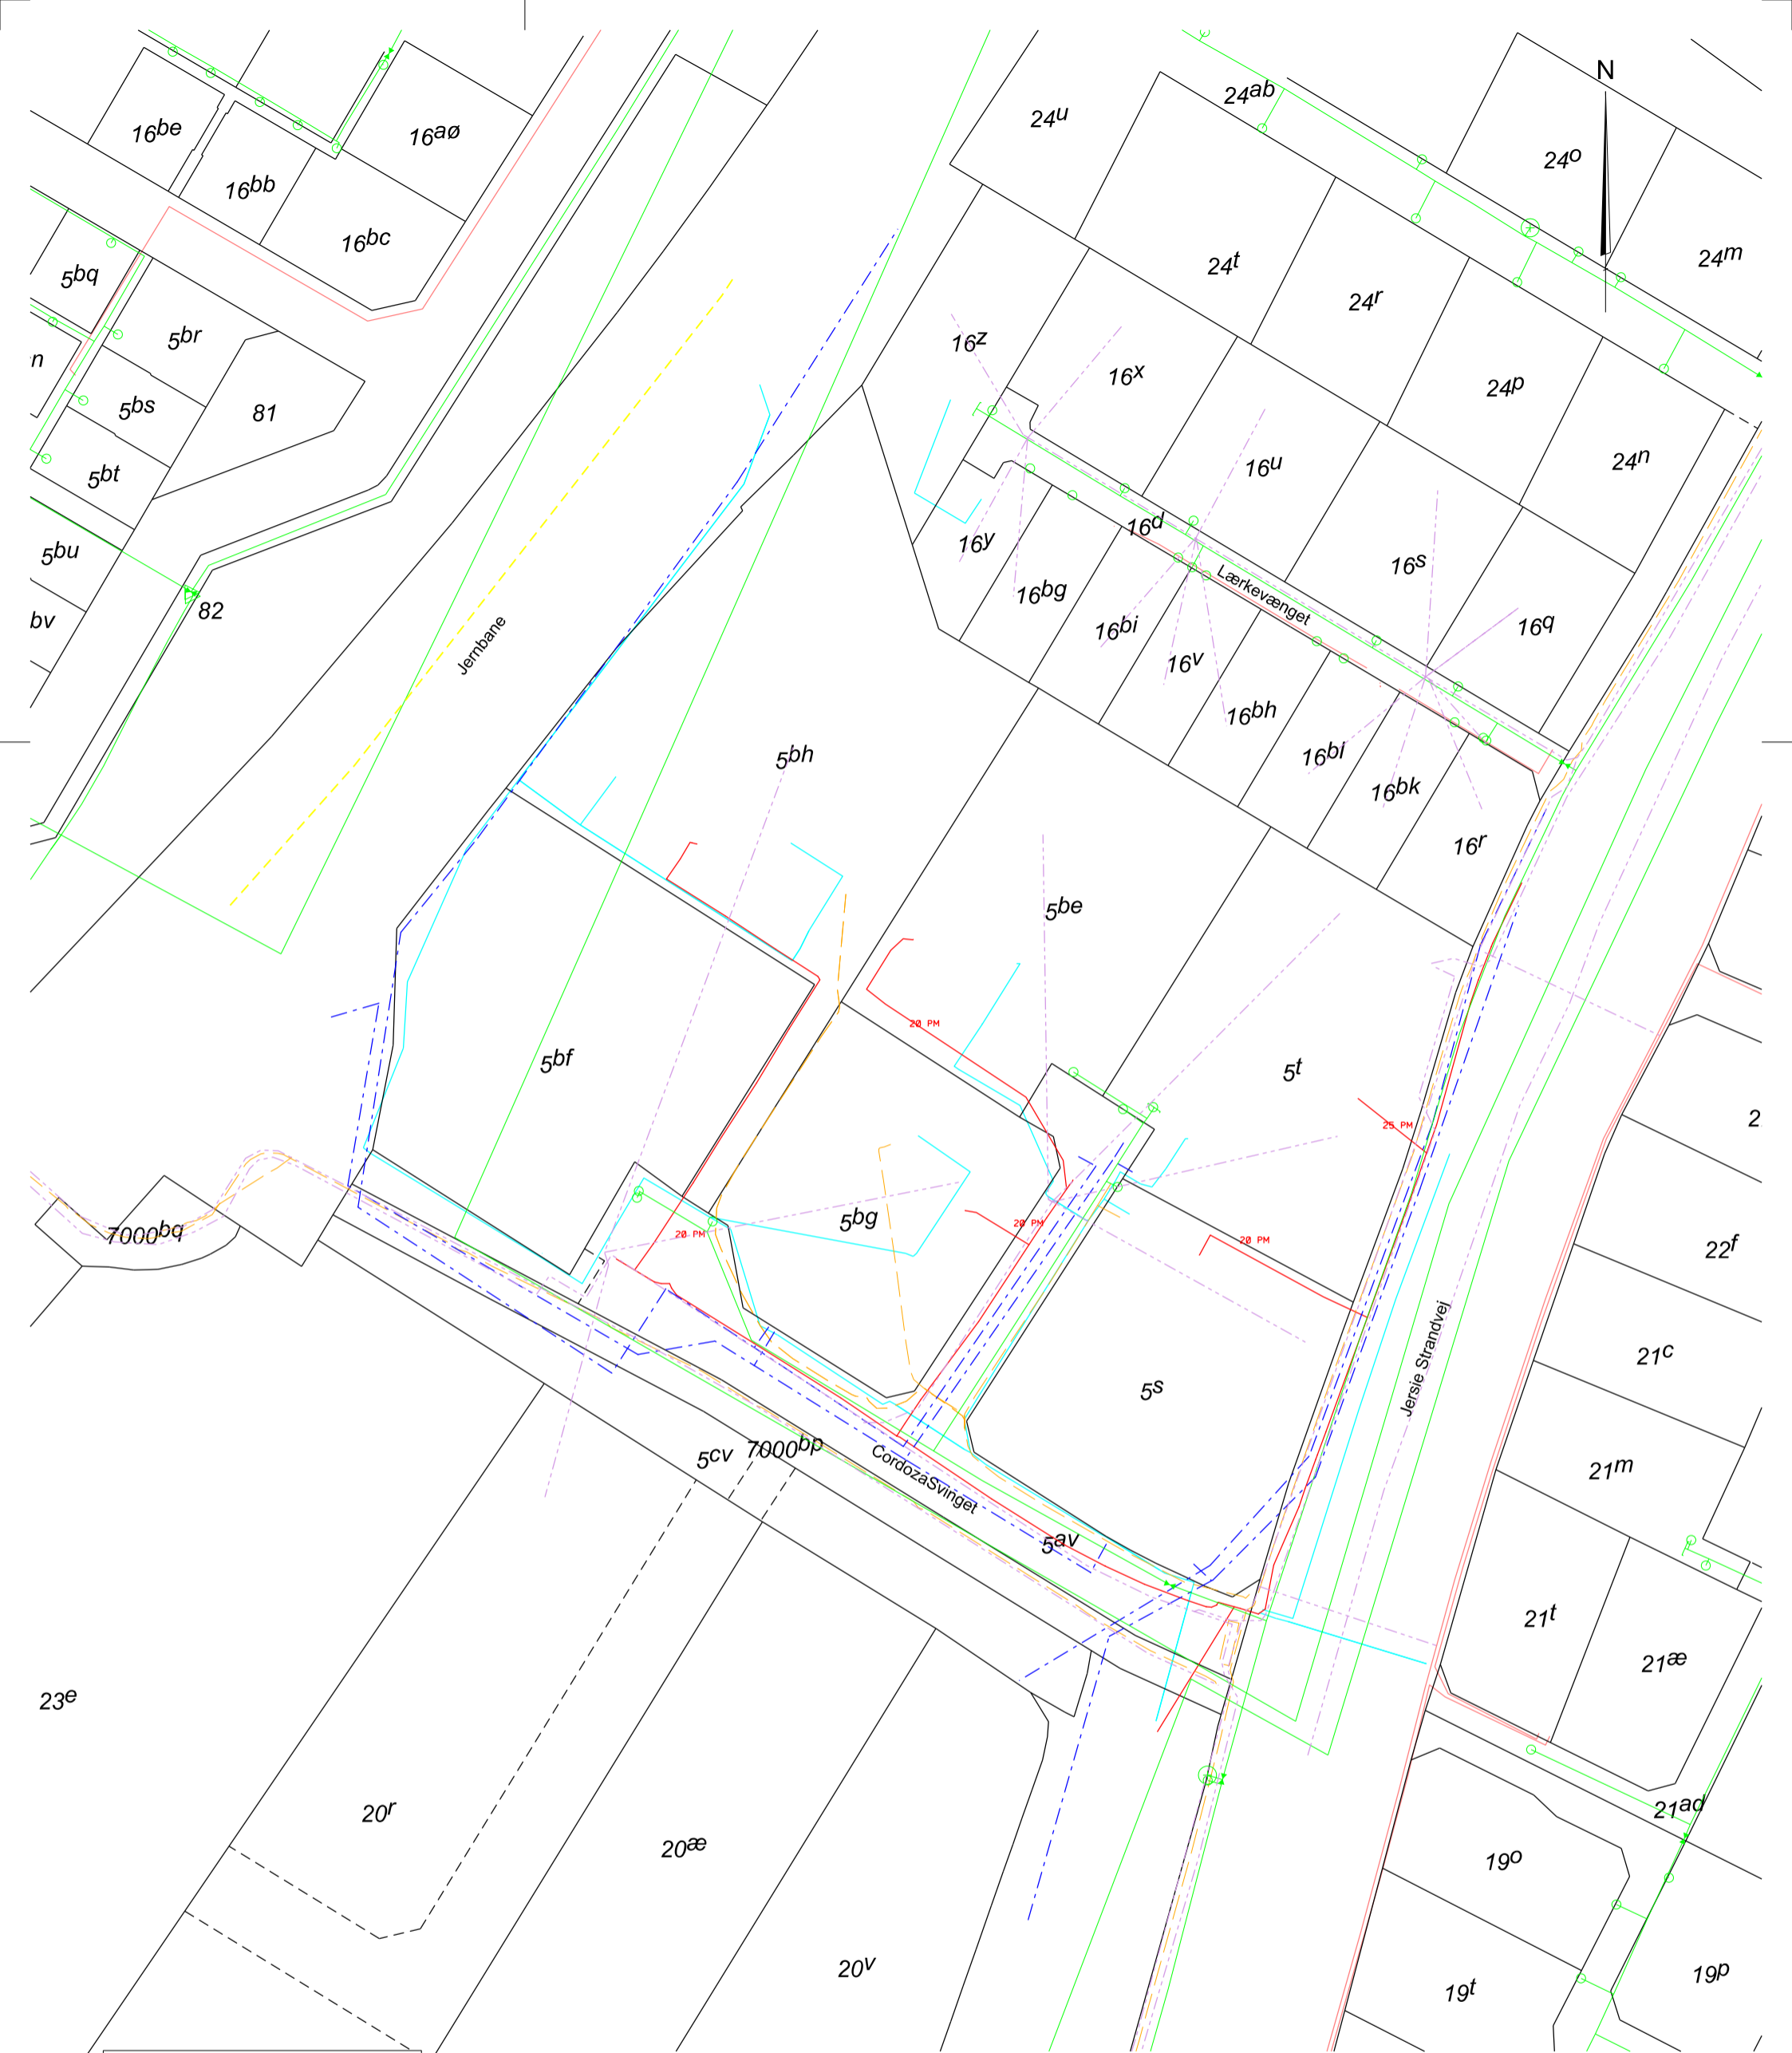 N
24ab
24u
24o
16be
16aø
16bb
16bc
24m
24t
5bq
24r
5br
16z
n
16x
24p
5bs
81
24n
5bt
16u
16d
16y
5bu
16s
Lærkevænget
16bg
82
bv
16bi
16q
Jernbane
16v
16bh
5bh
16bl
16bk
16r
5be
20 PM
5bf
5t
2
25 PM
5bg
20 PM
7000bq
20 PM
20 PM
22f
Jersie Strandvej
21c
5s
7000bp
5cv
21m
CordozaSvinget
5av
21t
21æ
23e
20r
21ad
20æ
19o
20v
19p
19t